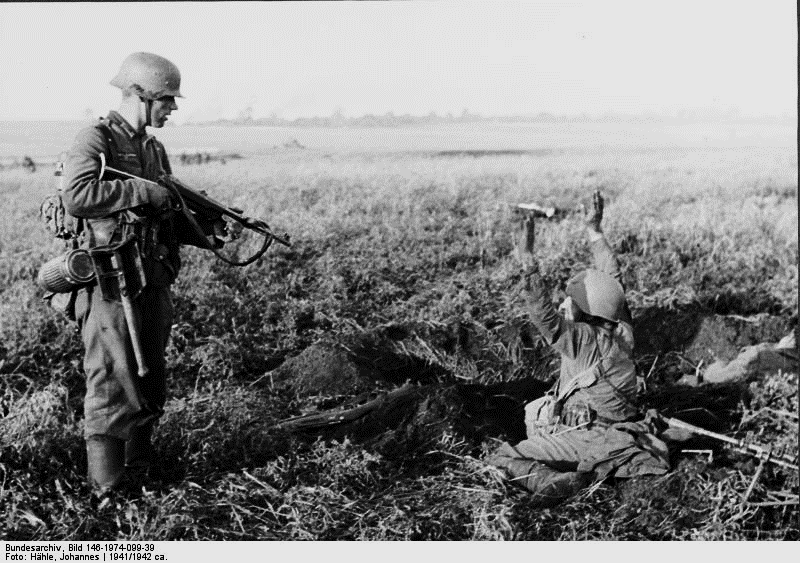 Bundesarchiv, Bild 146-1974-099-39
Foto: Hähle, Johannes | 1941/1942 ca.